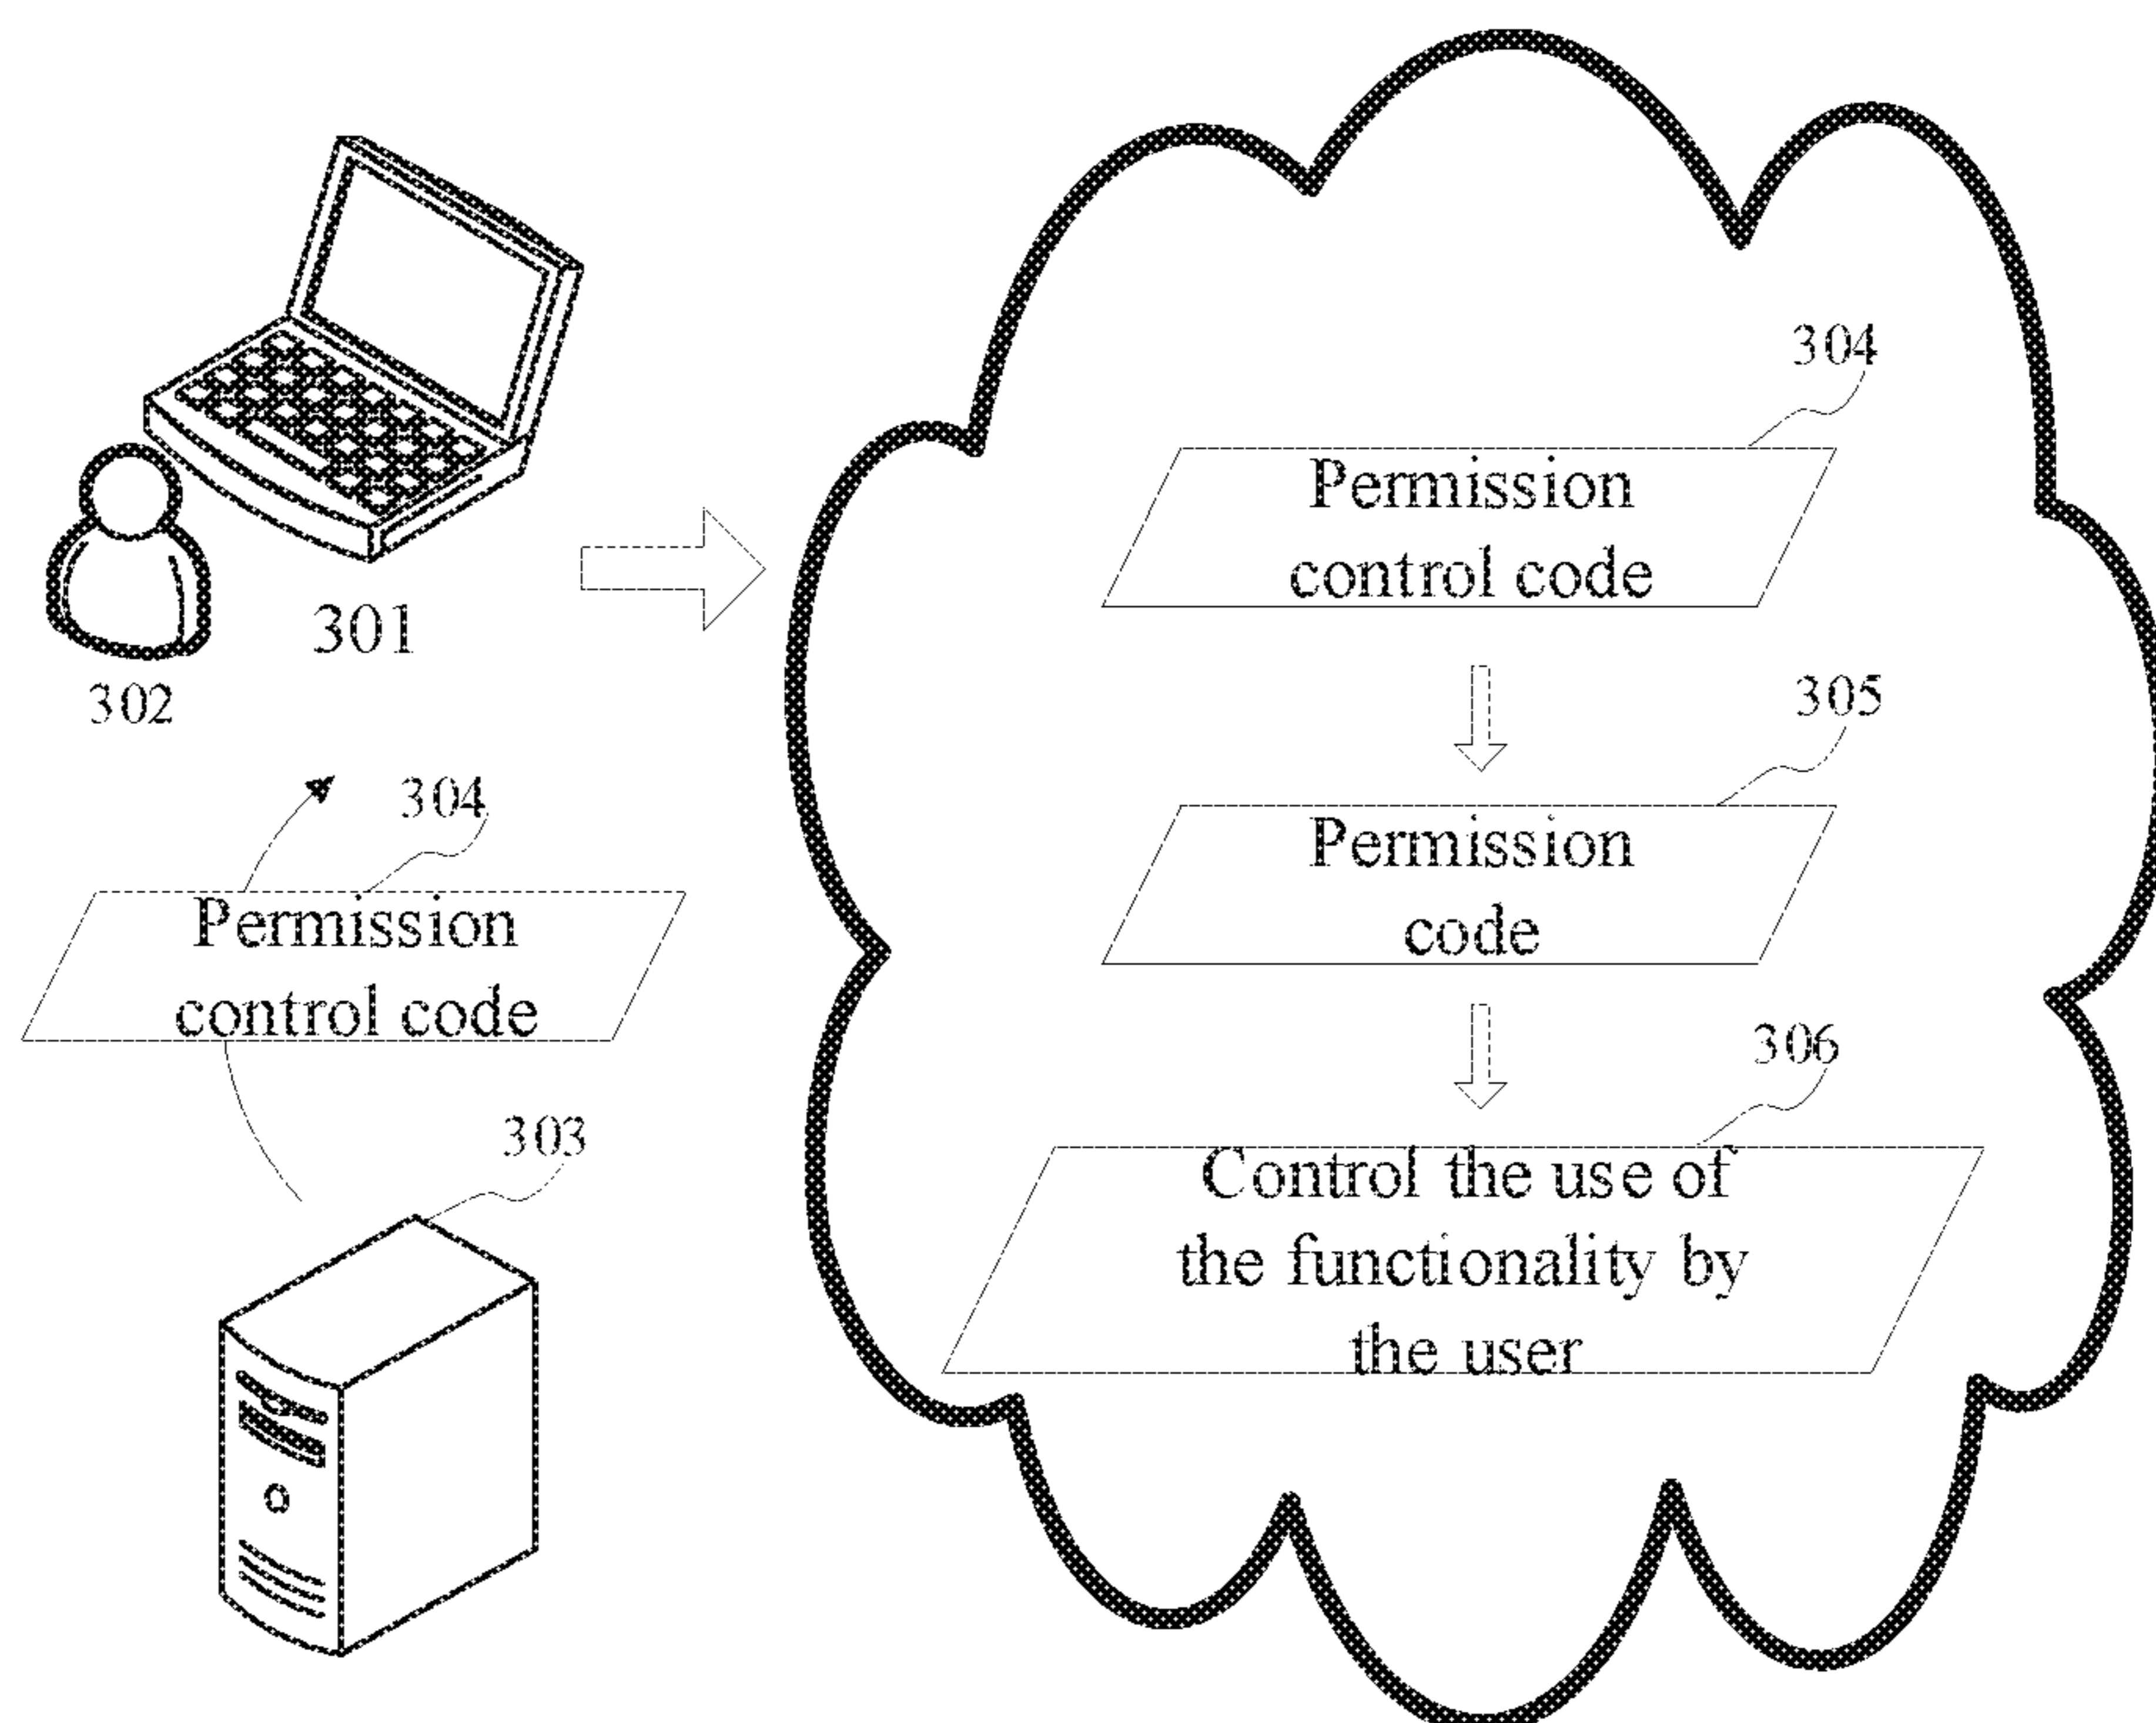 301
302
304
Permission
control code
303
304
Permission
control code
305
Permission
code
306
Control the use of
the functionality by
the user